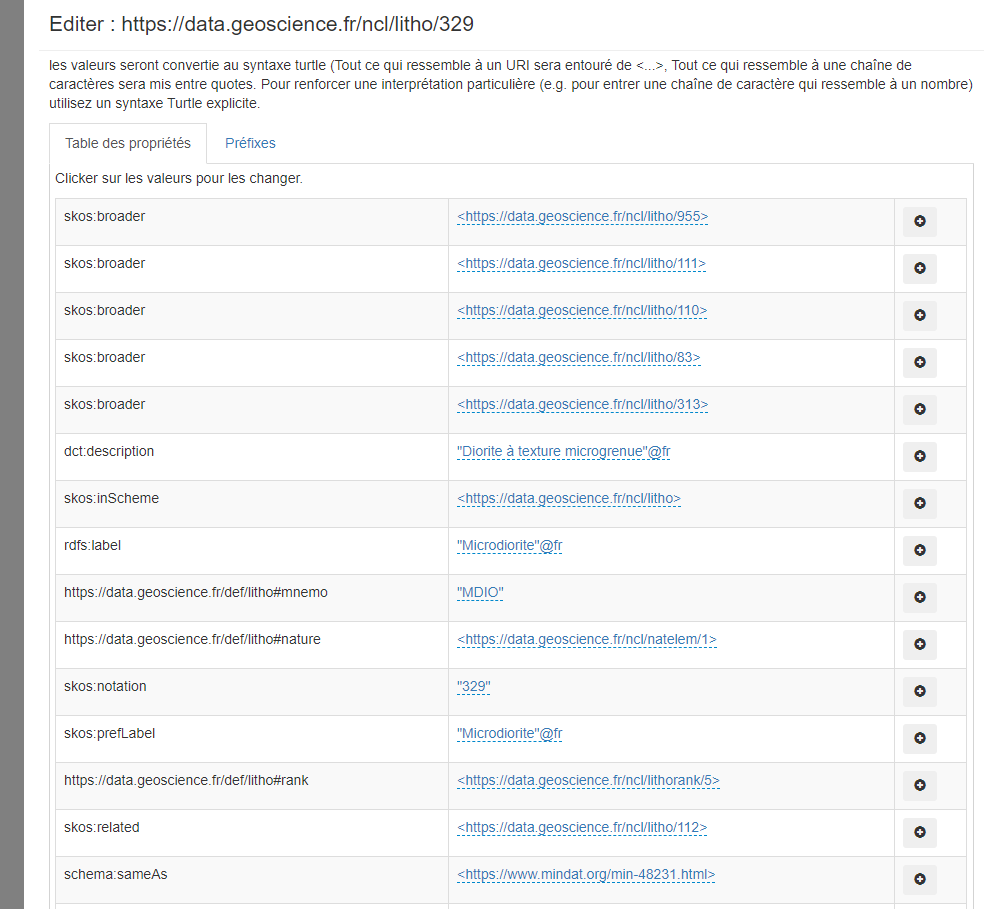 Editer : https://data.geoscience.fr/ncl/litho/329
les valeurs seront convertie au syntaxe turtle (Tout ce qui ressemble à un URI sera entouré de <...>, Tout ce qui ressemble à une chaîne de
caractères sera mis entre quotes. Pour renforcer une interprétation particulière (e.g. pour entrer une chaîne de caractère qui ressemble à un nombre)
utilisez un syntaxe Turtle explicite.
Table des propriétés Préfixes
Clicker sur les valeurs pour les changer.
skos:broader <https://data.geoscience.fr/ncl/litho/955>
skos:broader <https://data.geoscience.fr/ncl/litho/111>
skos:broader <https://data.geoscience.fr/ncl/litho/110>
skos:broader <https://data.geoscience.fr/ncl/litho/83>
skos:broader <https://data.geoscience.fr/ncl/litho/313>
dct:description "Diorite à texture microgrenue"@fr
skos:inScheme <https://data.geoscience.fr/ncl/litho>
rdfs:label "Microdiorite"@fr
https://data.geoscience.fr/def/litho#mnemo "MDIO"
https://data.geoscience.fr/def/litho#nature <https://data.geoscience.fr/ncl/natelem/1>
skos:notation "329"
skos:prefLabel "Microdiorite"@fr
https://data.geoscience.fr/def/litho#rank <https://data.geoscience.fr/ncl/lithorank/5>
skos:related <https://data.geoscience.fr/ncl/litho/112>
schema:sameAs <https://www.mindat.org/min-48231.html>